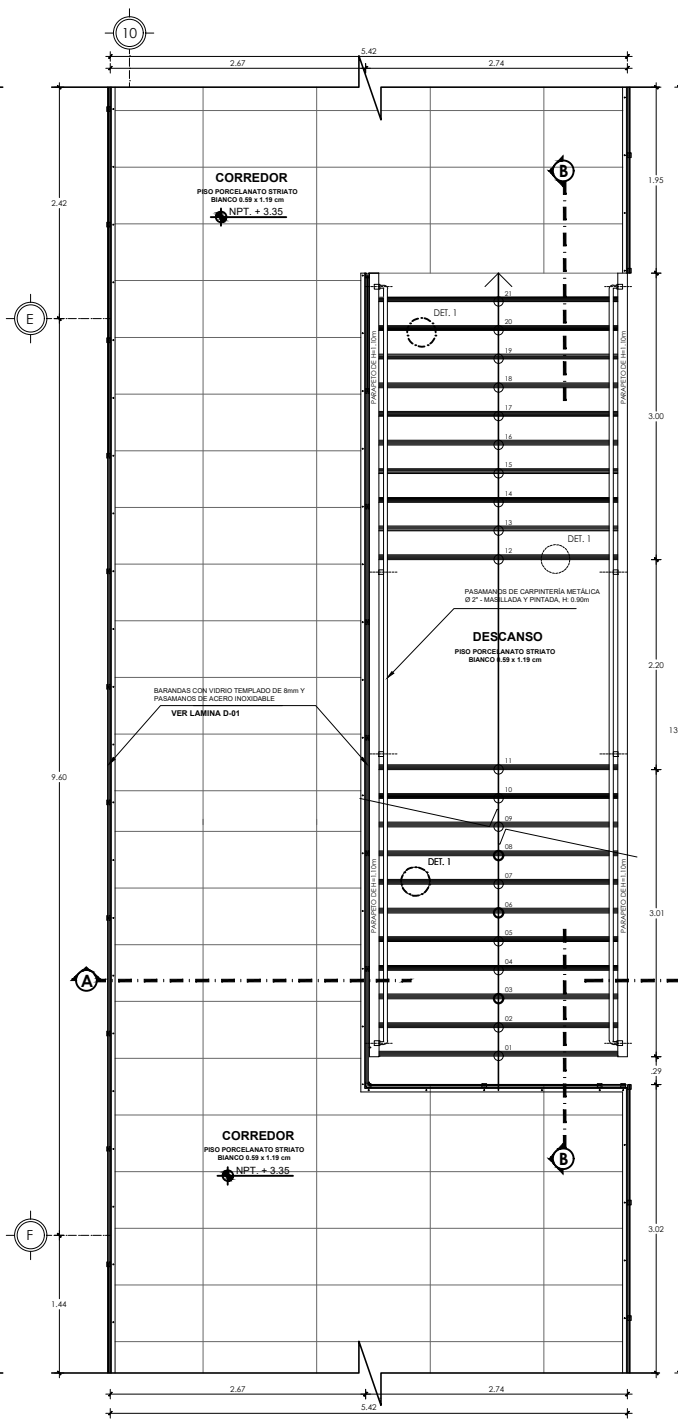 10
5.42
2.67
2.74
CORREDOR
PISO PORCELANATO STRIATO
BIANCO 0.59 x 1.19 cm
NPT. + 3.35
B
1.95
2.42
E
DET. 1
21
20
19
18
17
16
15
14
13
12
PARAPETO DE H=1.10m
PARAPETO DE H=1.10m
3.00
DET. 1
PASAMANOS DE CARPINTERÍA METÁLICA
Ø 2" - MASILLADA Y PINTADA, H: 0.90m
DESCANSO
PISO PORCELANATO STRIATO
BIANCO 0.59 x 1.19 cm
2.20
BARANDAS CON VIDRIO TEMPLADO DE 8mm Y
PASAMANOS DE ACERO INOXIDABLE
VER LAMINA D-01
13
9.60
11
10
09
08
07
06
05
04
03
02
01
DET. 1
PARAPETO DE H=1.10m
PARAPETO DE H=1.10m
3.01
A
.29
CORREDOR
PISO PORCELANATO STRIATO
BIANCO 0.59 x 1.19 cm
NPT. + 3.35
B
F
3.02
1.44
2.67
2.74
5.42